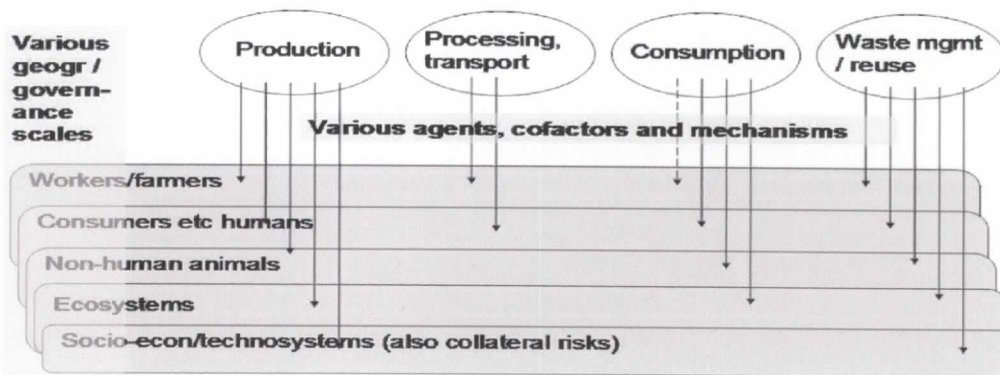 Various
geogr /
govern-
ance
scales
Production
Processing,
transport
Consumption
Waste mgmt
/ reuse
Various agents, cofactors and mechanisms
Workers/farmers
Consumers etc humans
Non-human animals
Ecosystems
Socio-econ/technosystems (also collateral risks)